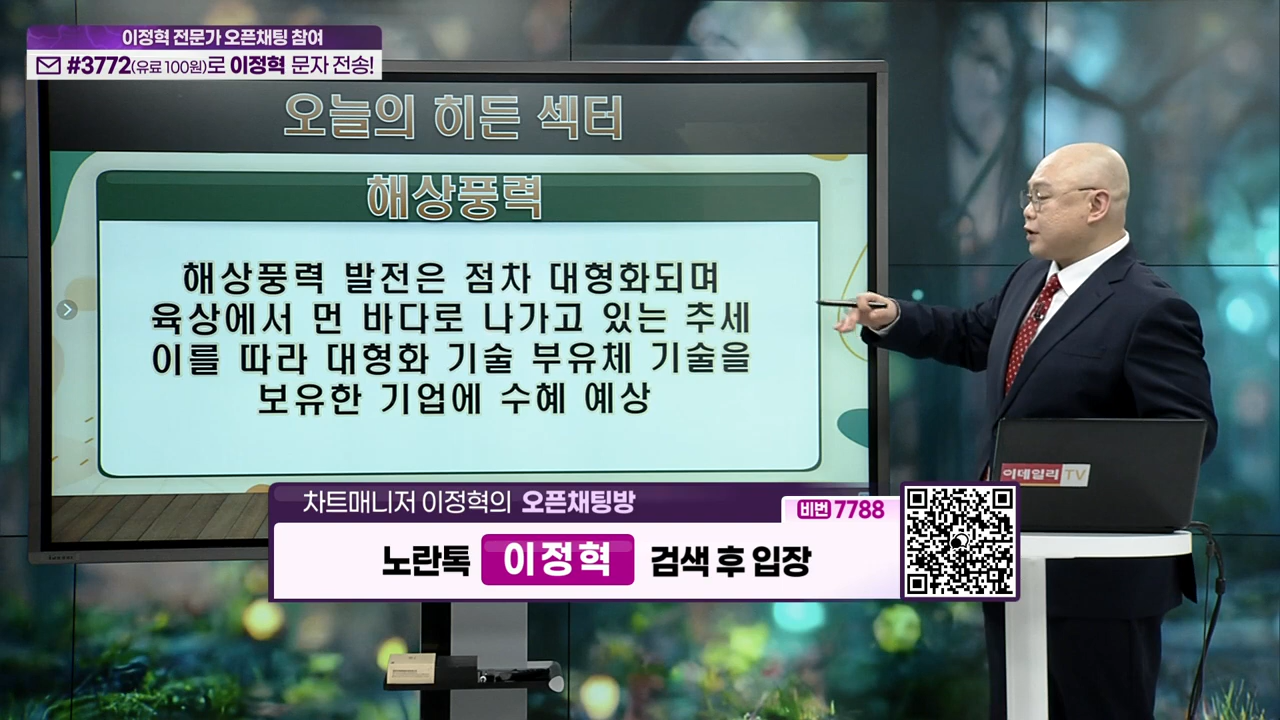 이정혁 전문가 오픈채팅 참여
#3772(유료 100원)로 이정혁 문자 전송!
오늘의 히든 섹터
해상풍력
해상풍력 발전은 점차 대형화되며
육상에서 먼 바다로 나가고 있는 추세
이를 따라 대형화 기술 부유체 기술을
보유한 기업에 수혜 예상
이데일리 TV
차트매니저 이정혁의 오픈채팅방
비번 7788
노란톡 이정혁 검색 후 입장